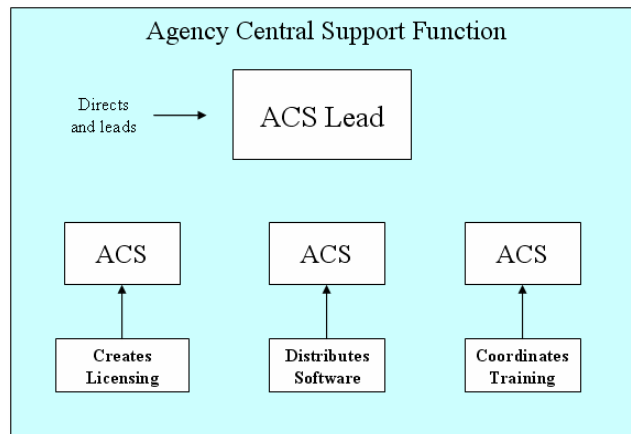 Agency Central Support Function
Directs
and leads
ACS Lead
ACS
ACS
ACS
Creates
Licensing
Distributes
Software
Coordinates
Training